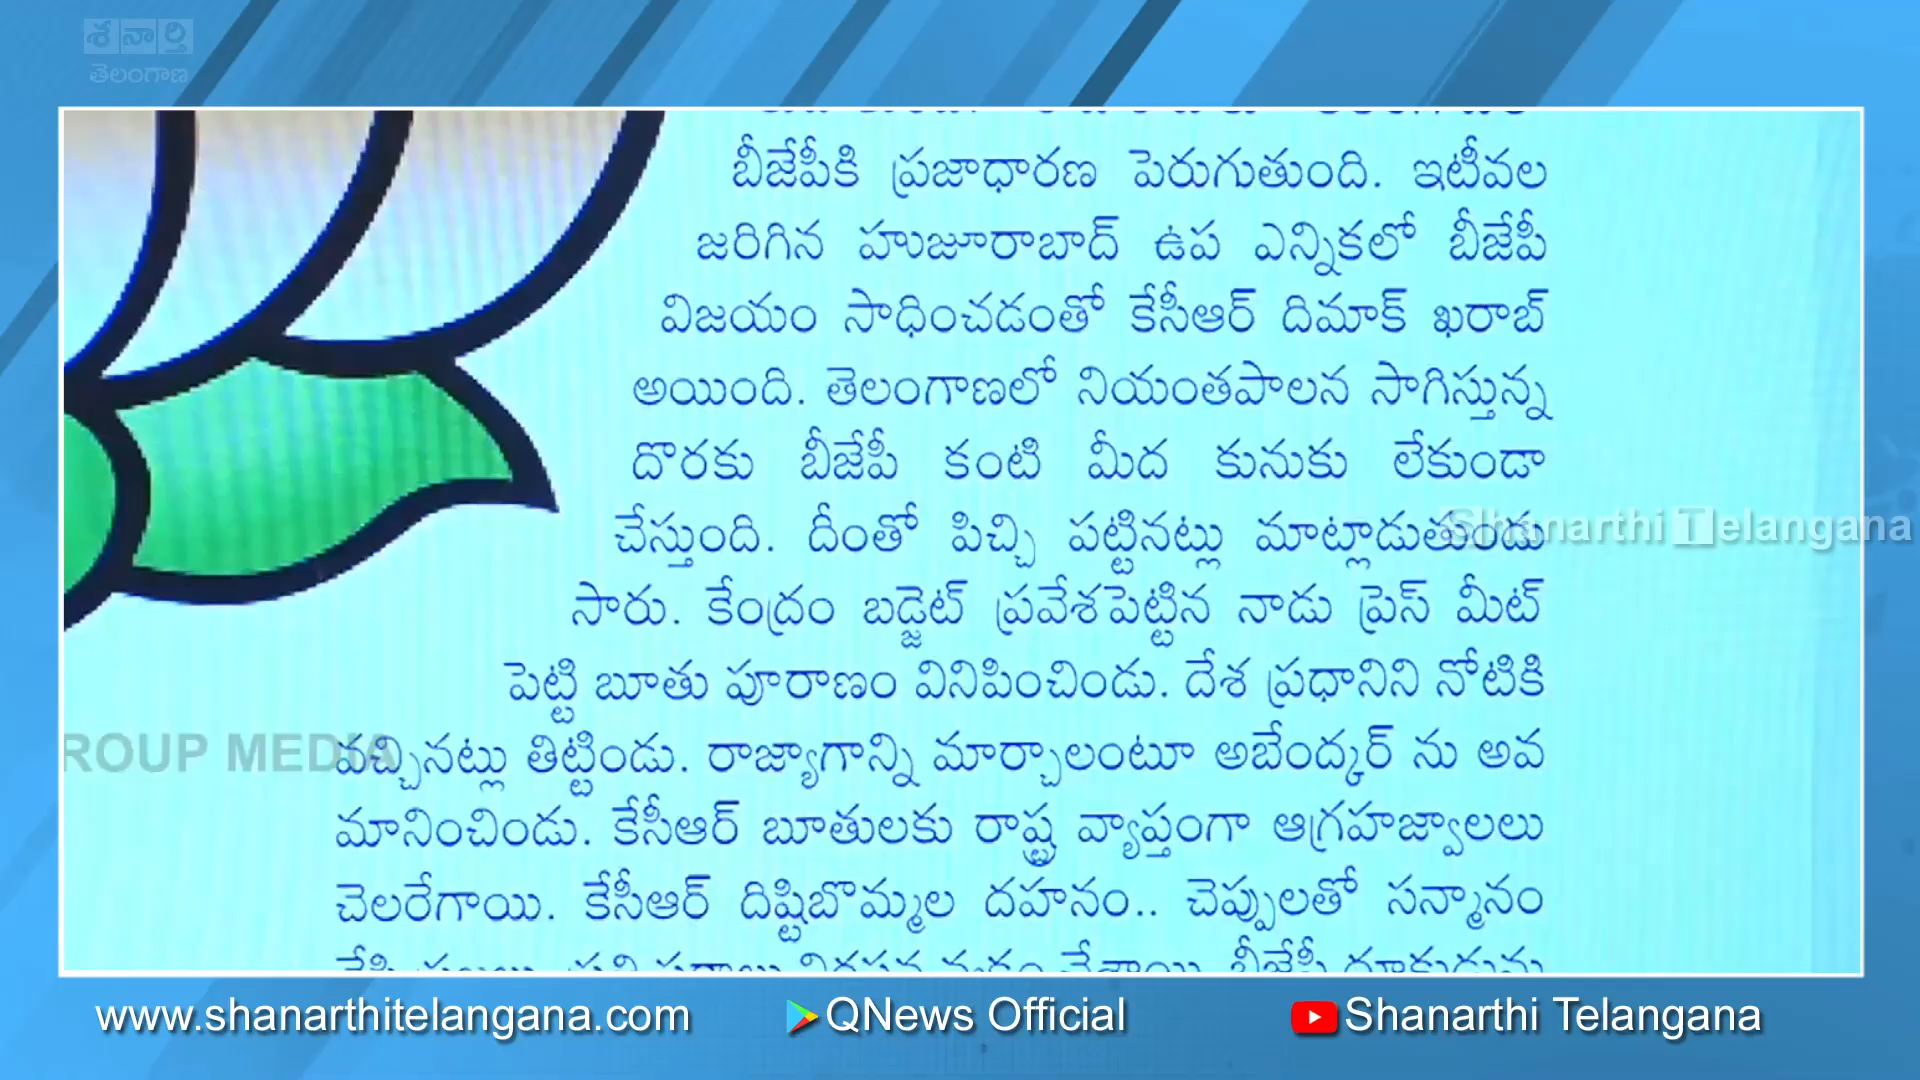 శనార్తి
తెలంగాణ
బీజేపీకి ప్రజాధారణ పెరుగుతుంది. ఇటీవల
జరిగిన హుజూరాబాద్ ఉప ఎన్నికలో బీజేపీ
విజయం సాధించడంతో కేసీఆర్ దిమాక్ ఖరాబ్
అయింది. తెలంగాణలో నియంతపాలన సాగిస్తున్న
దొరకు బీజేపీ కంటి మీద కునుకు లేకుండా
చేస్తుంది. దీంతో పిచ్చి పట్టినట్లు మాట్లాడుతుండు
Shanarthi Telangana
సారు. కేంద్రం బడ్జెట్ ప్రవేశపెట్టిన నాడు ప్రెస్ మీట్
పెట్టి బూతు పూరాణం వినిపించిండు. దేశ ప్రధానిని నోటికి
ROUP MEDIA
వచ్చినట్లు తిట్టిండు. రాజ్యాగాన్ని మార్చాలంటూ అబేంద్కర్ ను అవ
మానించిండు. కేసీఆర్ బూతులకు రాష్ట్ర వ్యాప్తంగా ఆగ్రహజ్వాలలు
చెలరేగాయి. కేసీఆర్ దిష్టిబొమ్మల దహనం.. చెప్పులతో సన్మానం
www.shanarthitelangana.com
QNews Official
Shanarthi Telangana